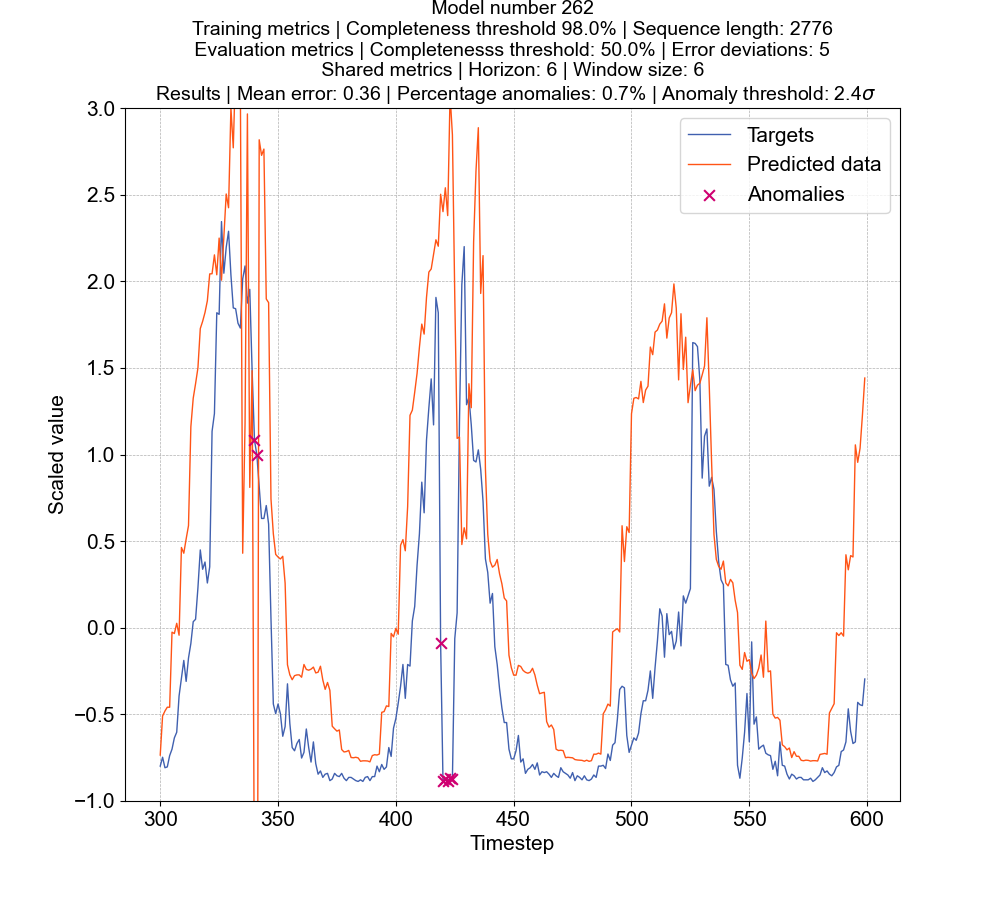 Model number 262
Training metrics | Completeness threshold 98.0% | Sequence length: 2776
Evaluation metrics | Completenesss threshold: 50.0% | Error deviations: 5
Shared metrics | Horizon: 6 | Window size: 6
Results | Mean error: 0.36 | Percentage anomalies: 0.7% | Anomaly threshold: 2.4σ
Targets
Predicted data
Anomalies
3.0
2.5
2.0
1.5
1.0
0.5
0.0
−0.5
−1.0
Scaled value
300
350
400
450
500
550
600
Timestep